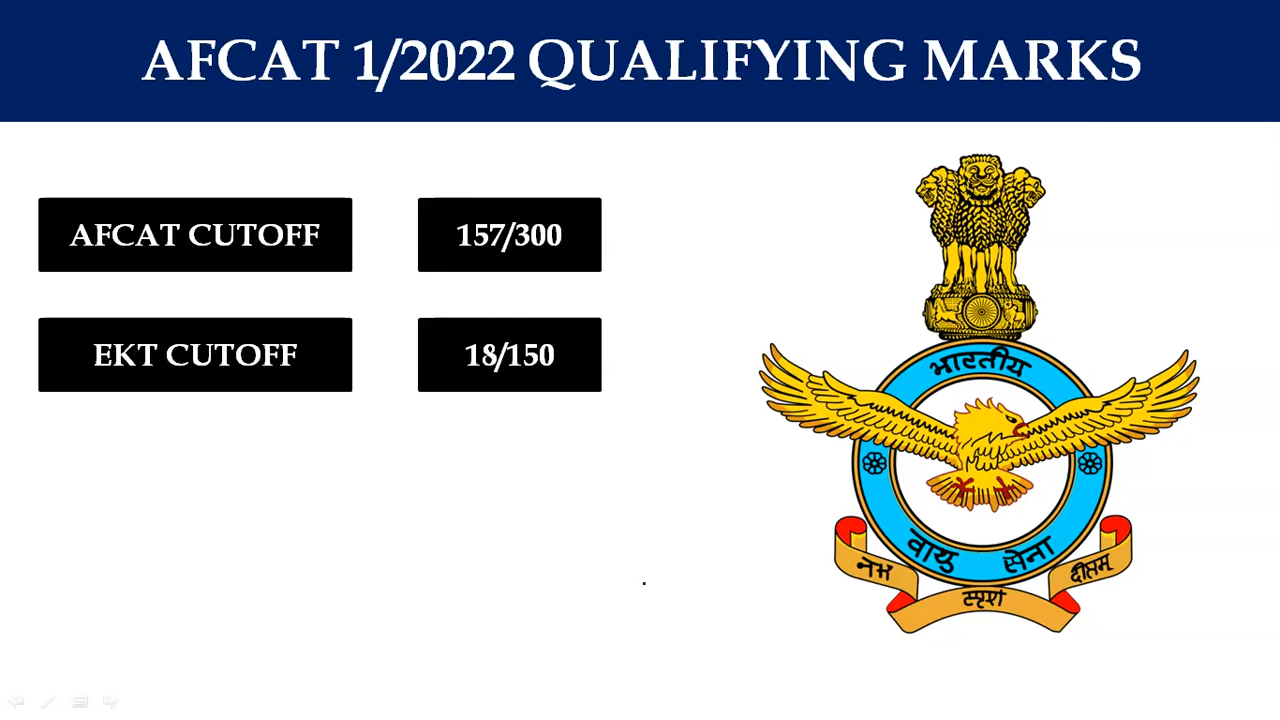 AFCAT 1/2022 QUALIFYING MARKS
AFCAT CUTOFF 157/300
EKT CUTOFF 18/150
भारतीय
वायु सेना
नभ स्पृशं दीप्तम्